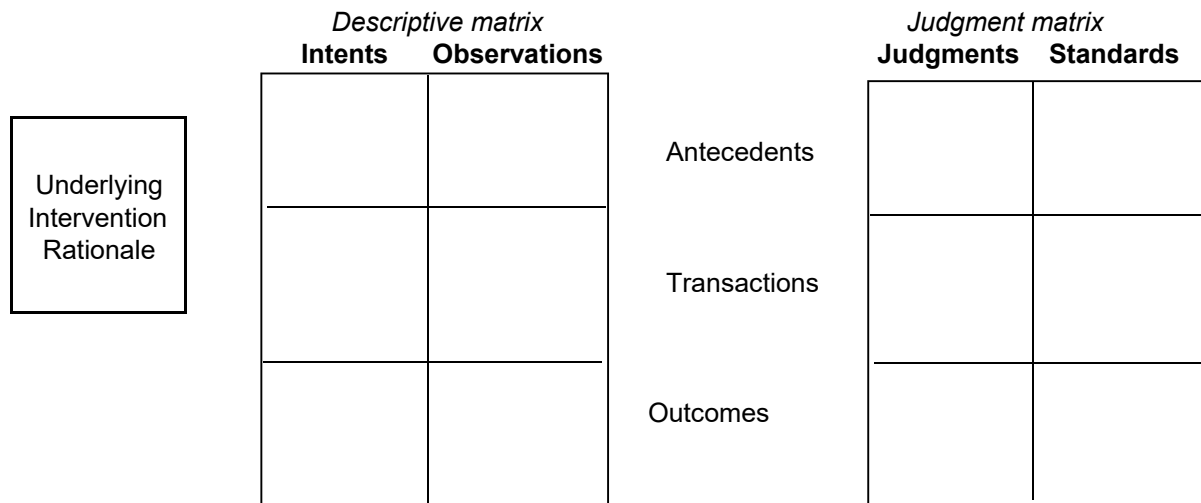 Descriptive matrix
Intents Observations
Judgment matrix
Judgments Standards
Underlying
Intervention
Rationale
Antecedents
Transactions
Outcomes